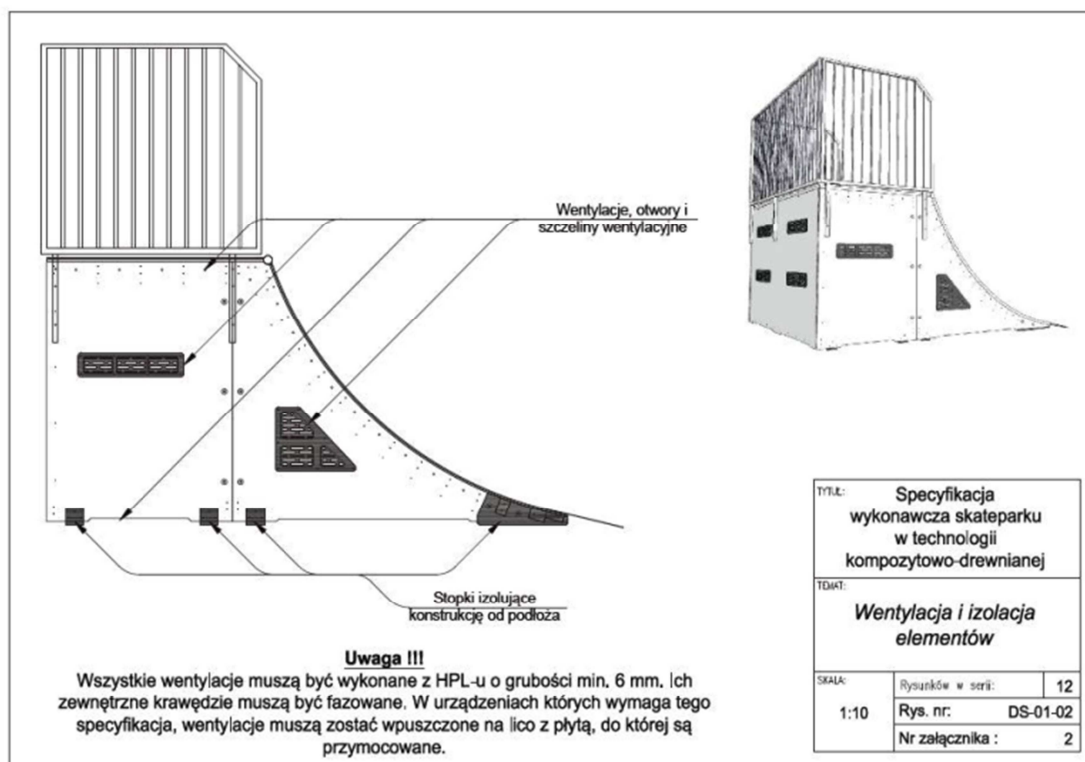 Wentylacje, otwory i
szczeliny wentylacyjne
Stopki izolujące
konstrukcję od podłoża
Uwaga !!!
Wszystkie wentylacje muszą być wykonane z HPL-u o grubości min. 6 mm. Ich
zewnętrzne krawędzie muszą być fazowane. W urządzeniach których wymaga tego
specyfikacja, wentylacje muszą zostać wpuszczone na lico z płytą, do której są
przymocowane.
TYTUŁ:
Specyfikacja
wykonawcza skateparku
w technologii
kompozytowo-drewnianej
TEMAT:
Wentylacja i izolacja
elementów
SKALA:
1:10
Rysunków w serii: 12
Rys. nr: DS-01-02
Nr załącznika : 2